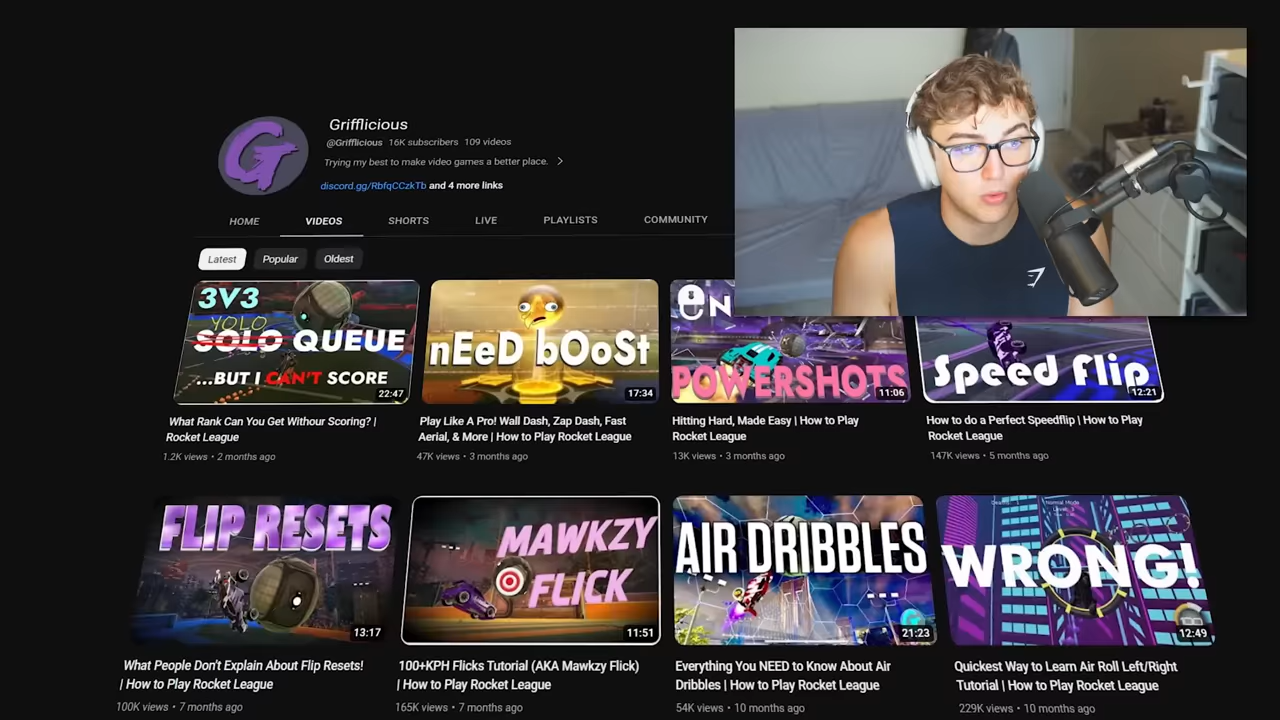 G
Grifflicious
@Grifflicious 16K subscribers 109 videos
Trying my best to make video games a better place.
discord.gg/RbfqCCzkTb and 4 more links
HOME VIDEOS SHORTS LIVE PLAYLISTS COMMUNITY
Latest Popular Oldest
3V3
YOLO
SOLO QUEUE
...BUT I CAN'T SCORE
22:47
nEeD bOoSt
17:34
POWERSHOTS
11:06
Speed Flip
12:21
What Rank Can You Get Withour Scoring? |
Rocket League
1.2K views • 2 months ago
Play Like A Pro! Wall Dash, Zap Dash, Fast
Aerial, & More | How to Play Rocket League
47K views • 3 months ago
Hitting Hard, Made Easy | How to Play
Rocket League
13K views • 3 months ago
How to do a Perfect Speedflip | How to Play
Rocket League
147K views • 5 months ago
FLIP RESETS
13:17
MAWKZY
FLICK
11:51
AIR DRIBBLES
21:23
WRONG!
12:49
What People Don't Explain About Flip Resets!
| How to Play Rocket League
100K views • 7 months ago
100+KPH Flicks Tutorial (AKA Mawkzy Flick)
| How to Play Rocket League
165K views • 7 months ago
Everything You NEED to Know About Air
Dribbles | How to Play Rocket League
54K views • 10 months ago
Quickest Way to Learn Air Roll Left/Right
Tutorial | How to Play Rocket League
229K views • 10 months ago